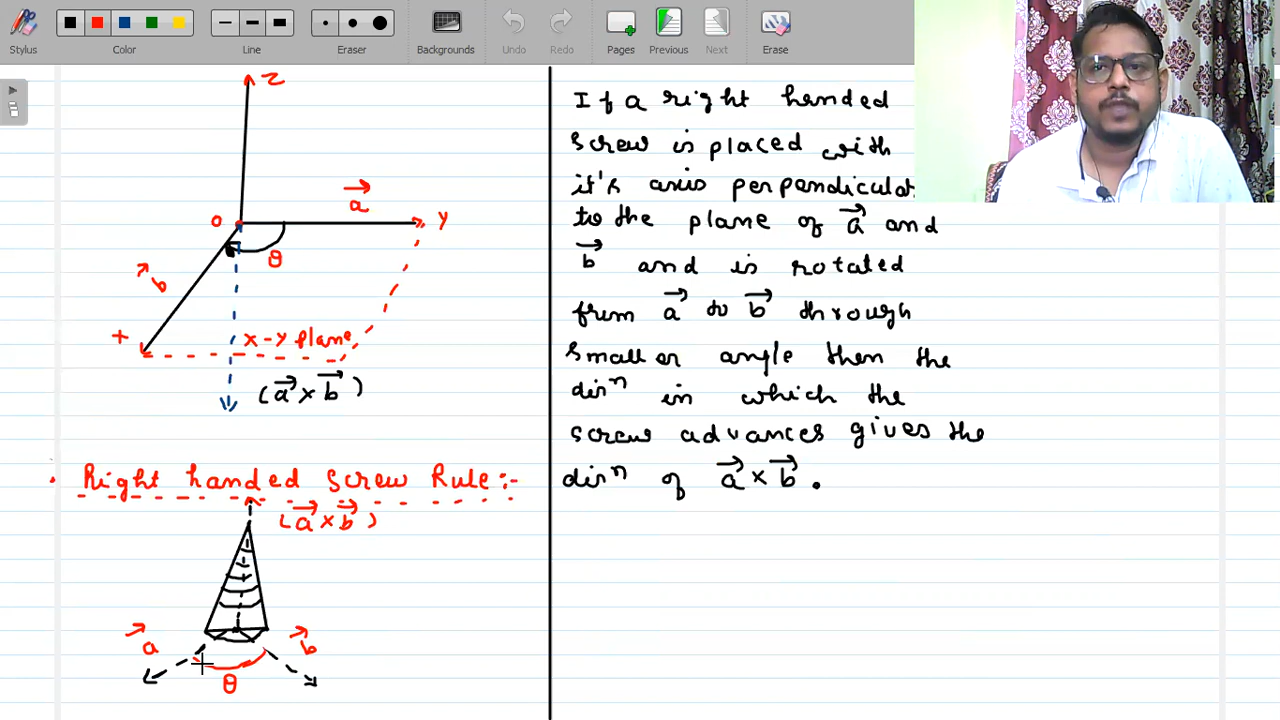 Stylus
Color
Line
Eraser
Backgrounds
Undo
Redo
Pages
Previous
Next
Erase
Z
a
O
Y
θ
b
X-Y plane
(a × b)
. Right handed Screw Rule:-
(a × b)
a
b
θ
If a right handed
screw is placed with
it's axis perpendicular
to the plane of a and
b and is rotated
from a to b through
smaller angle then the
dirⁿ in which the
screw advances gives the
dirⁿ of a × b .